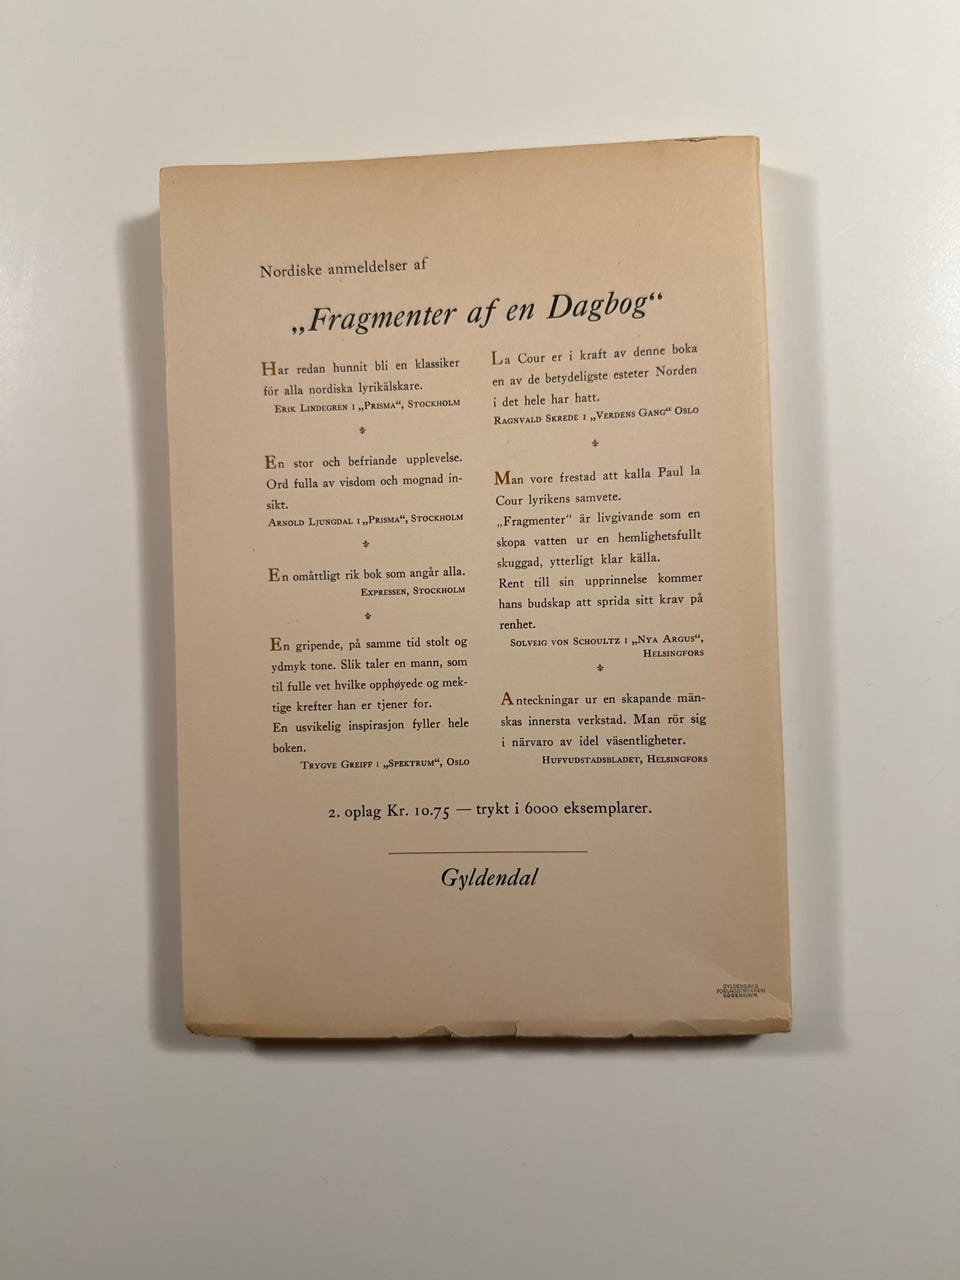 Nordiske anmeldelser af
„Fragmenter af en Dagbog“
Har redan hunnit bli en klassiker
för alla nordiska lyrikälskare.
Erik Lindegren i „Prisma“, Stockholm
En stor och befriande upplevelse.
Ord fulla av visdom och mognad in-
sikt.
Arnold Ljungdal i „Prisma“, Stockholm
En omåttligt rik bok som angår alla.
Expressen, Stockholm
En gripende, på samme tid stolt og
ydmyk tone. Slik taler en mann, som
til fulle vet hvilke opphøyede og mek-
tige krefter han er tjener for.
En usvikelig inspirasjon fyller hele
boken.
Trygve Greiff i „Spektrum“, Oslo
La Cour er i kraft av denne boka
en av de betydeligste esteter Norden
i det hele har hatt.
Ragnvald Skrede i „Verdens Gang“ Oslo
Man vore frestad att kalla Paul la
Cour lyrikens samvete.
„Fragmenter“ är livgivande som en
skopa vatten ur en hemlighetsfullt
skuggad, ytterligt klar källa.
Rent till sin upprinnelse kommer
hans budskap att sprida sitt krav på
renhet.
Solveig von Schoultz i „Nya Argus“,
Helsingfors
Anteckningar ur en skapande män-
skas innersta verkstad. Man rör sig
i närvaro av idel väsentligheter.
Hufvudstadsbladet, Helsingfors
2. oplag Kr. 10.75 — trykt i 6000 eksemplarer.
Gyldendal
GYLDENDALS
FORLAGSTRYKKERI
KØBENHAVN